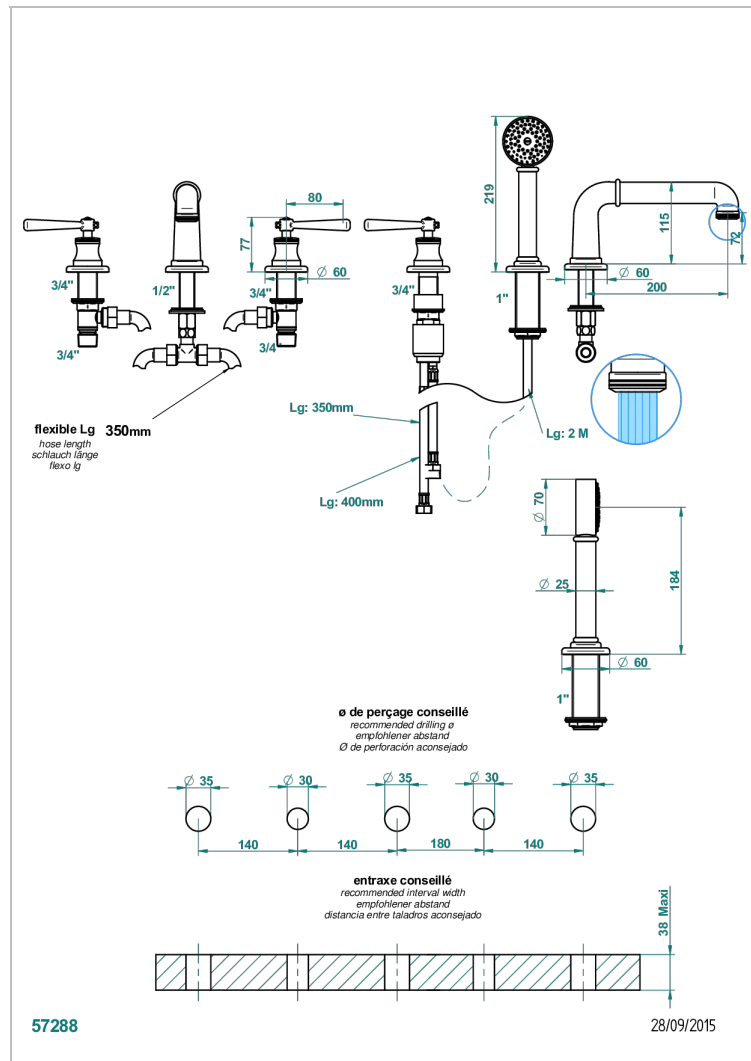 80
219
77
115
72
Ø 60
Ø 60
200
3/4"
1/2"
3/4"
3/4"
1"
3/4"
3/4"
flexible Lg 350mm
hose length
schlauch länge
flexo lg
Lg: 350mm
Lg: 2 M
Lg: 400mm
Ø 70
184
Ø 25
Ø 60
1"
ø de perçage conseillé
recommended drilling ø
empfohlener abstand
Ø de perforación aconsejado
Ø 35
Ø 30
Ø 35
Ø 30
Ø 35
140
140
180
140
entraxe conseillé
recommended interval width
empfohlener abstand
distancia entre taladros aconsejado
38 Maxi
57288
28/09/2015